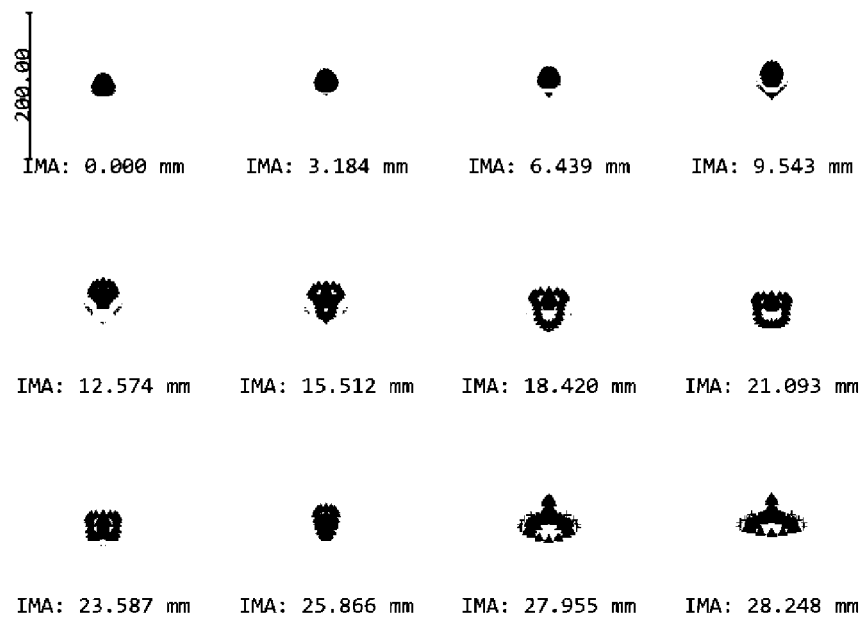 200.00
IMA: 0.000 mm
IMA: 3.184 mm
IMA: 6.439 mm
IMA: 9.543 mm
IMA: 12.574 mm
IMA: 15.512 mm
IMA: 18.420 mm
IMA: 21.093 mm
IMA: 23.587 mm
IMA: 25.866 mm
IMA: 27.955 mm
IMA: 28.248 mm